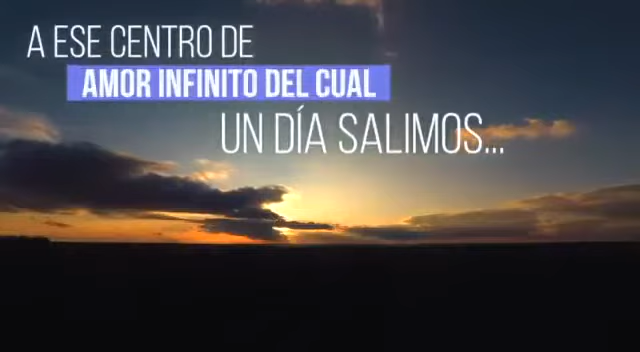 A ESE CENTRO DE
AMOR INFINITO DEL CUAL
UN DÍA SALIMOS...